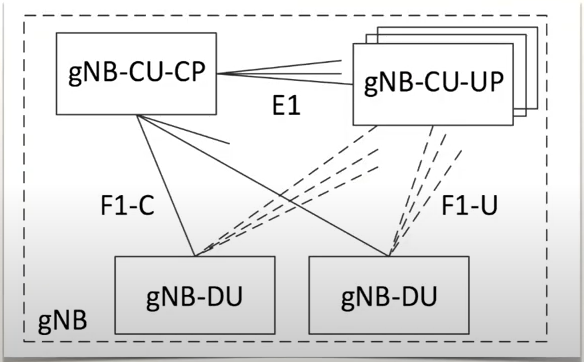 gNB-CU-CP
gNB-CU-UP
E1
F1-C
F1-U
gNB-DU
gNB-DU
gNB